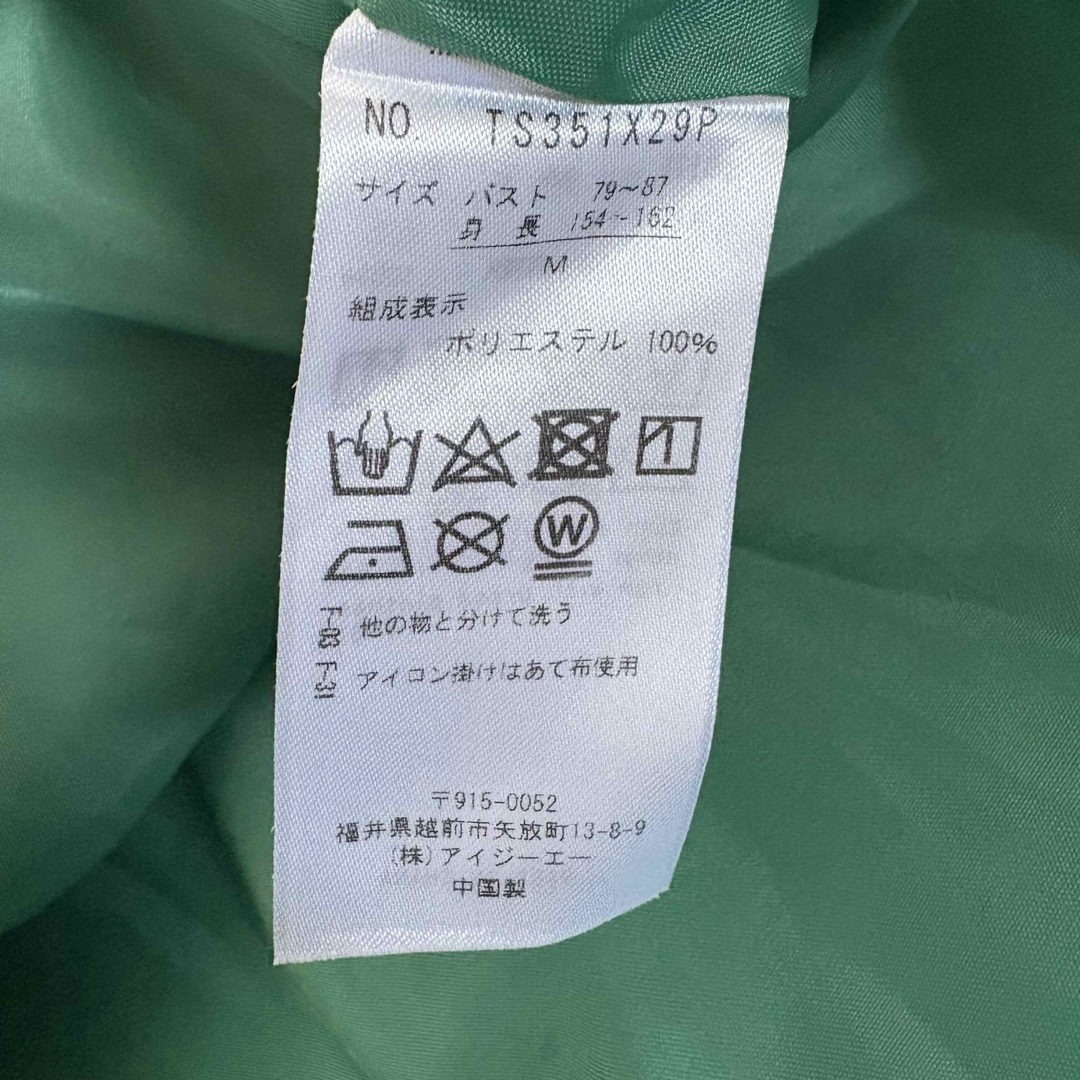 NO TS351X29P
サイズ バスト 79~87
身長 154~162
M
組成表示
ポリエステル 100%
W
F-03 他の物と分けて洗う
F-31 アイロン掛けはあて布使用
〒915-0052
福井県越前市矢放町13-8-9
(株)アイジーエー
中国製